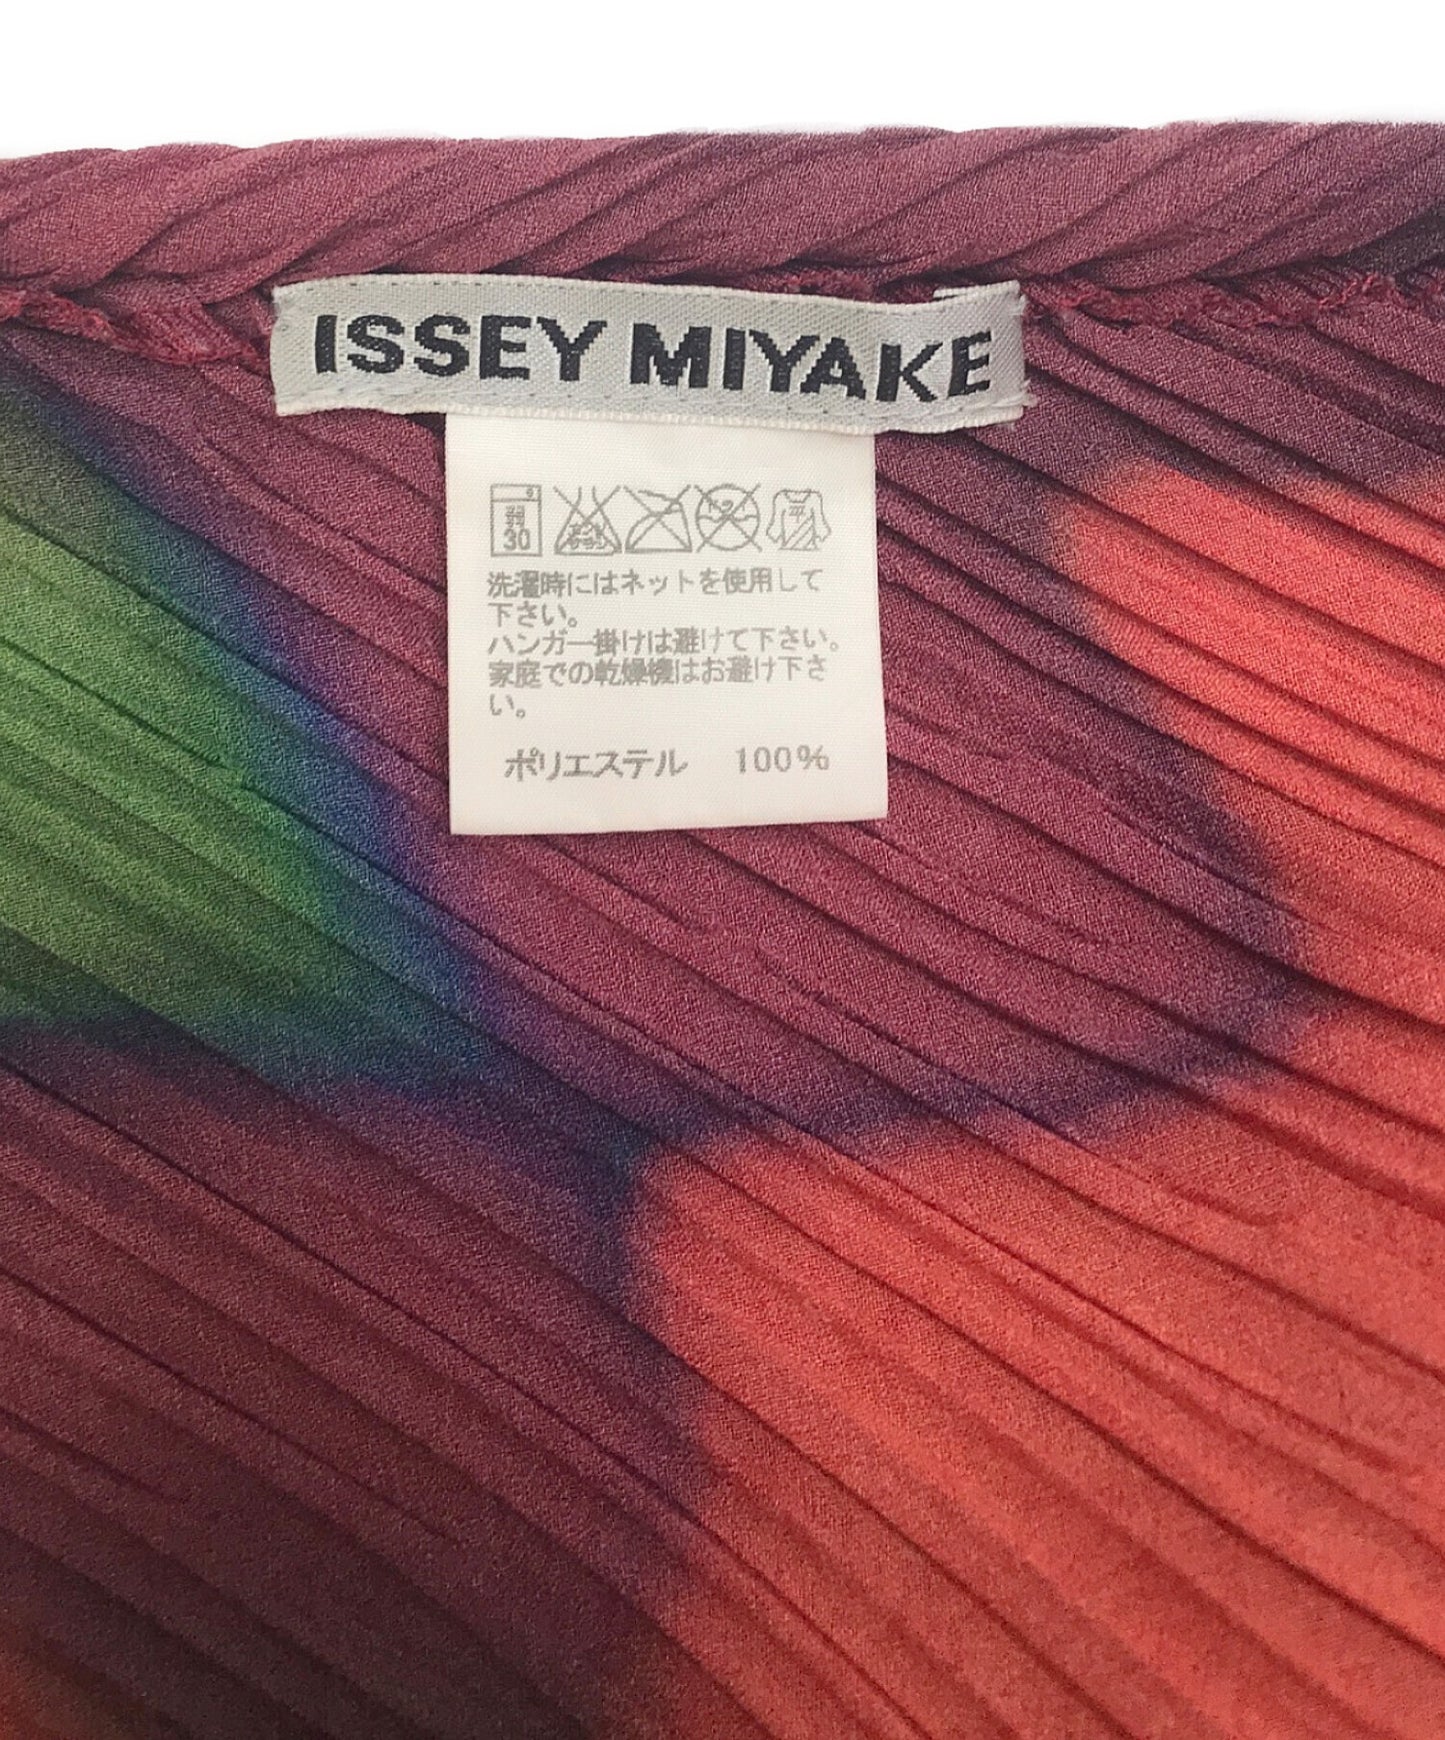 ISSEY MIYAKE
弱
30
平
洗濯時にはネットを使用して
下さい。
ハンガー掛けは避けて下さい。
家庭での乾燥機はお避け下さ
い。
ポリエステル 100%